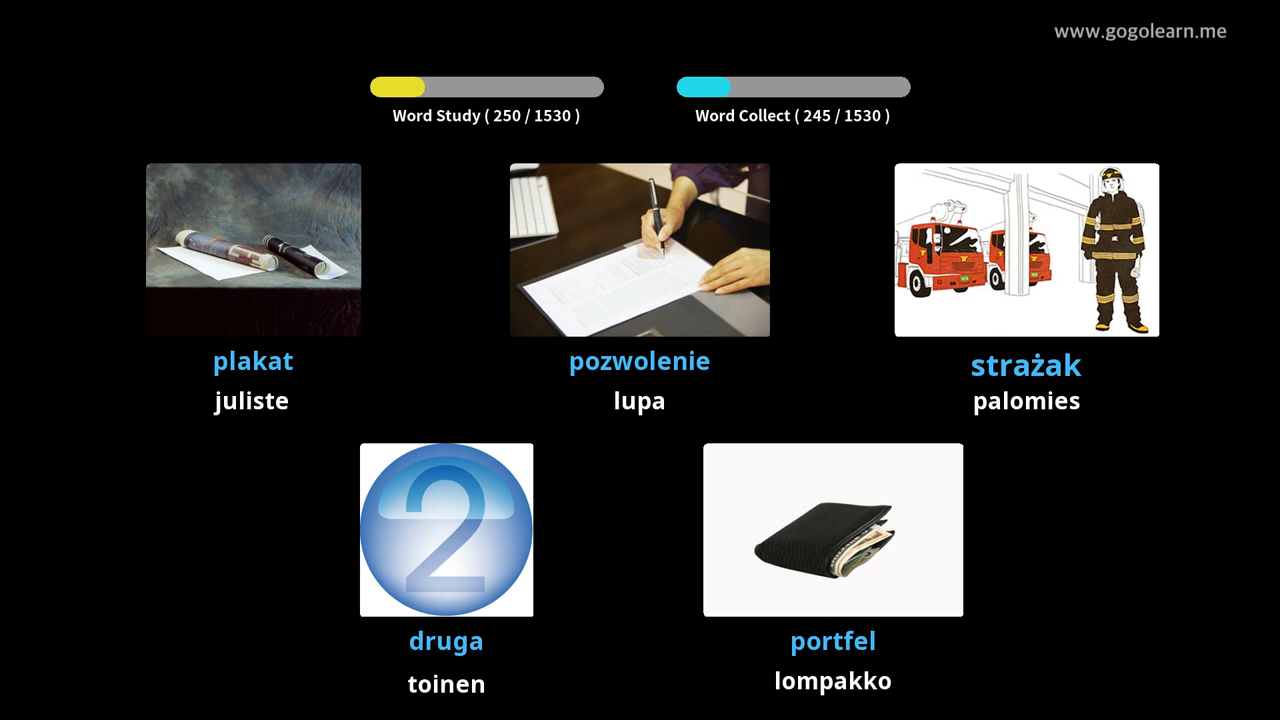 www.gogolearn.me
Word Study ( 250 / 1530 )
Word Collect ( 245 / 1530 )
plakat
juliste
pozwolenie
lupa
strażak
palomies
2
druga
toinen
portfel
lompakko